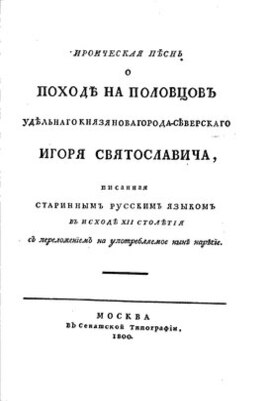 ИРОИЧЕСКАЯ ПѢСНЬ
О
ПОХОДѢ НА ПОЛОВЦОВЪ
УДѢЛЬНАГО КНЯЗЯ НОВАГОРОДА-СѢВЕРСКАГО
ИГОРЯ СВЯТОСЛАВИЧА,
писанная
СТАРИННЫМЪ РУССКИМЪ ЯЗЫКОМЪ
ВЪ ИСХОДѢ XII СТОЛѢТІЯ
съ переложеніемъ на употребляемое нынѣ нарѣчіе.
МОСКВА
Въ Сенатской Типографіи,
1800.